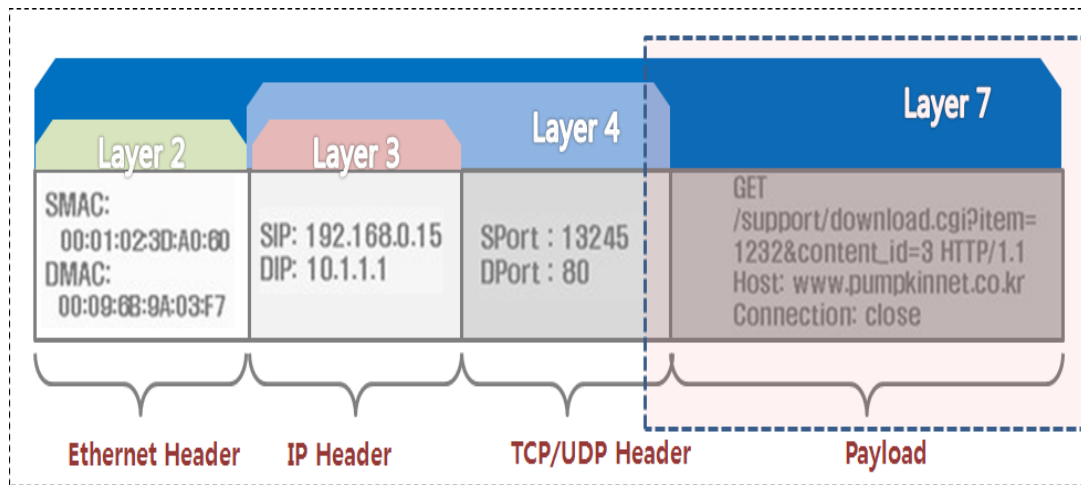 Layer 2
Layer 3
Layer 4
Layer 7
SMAC:
00:01:02:3D:A0:60
DMAC:
00:09:6B:9A:03:F7
SIP: 192.168.0.15
DIP: 10.1.1.1
SPort : 13245
DPort : 80
GET
/support/download.cgi?item=
1232&content_id=3 HTTP/1.1
Host: www.pumpkinnet.co.kr
Connection: close
Ethernet Header
IP Header
TCP/UDP Header
Payload